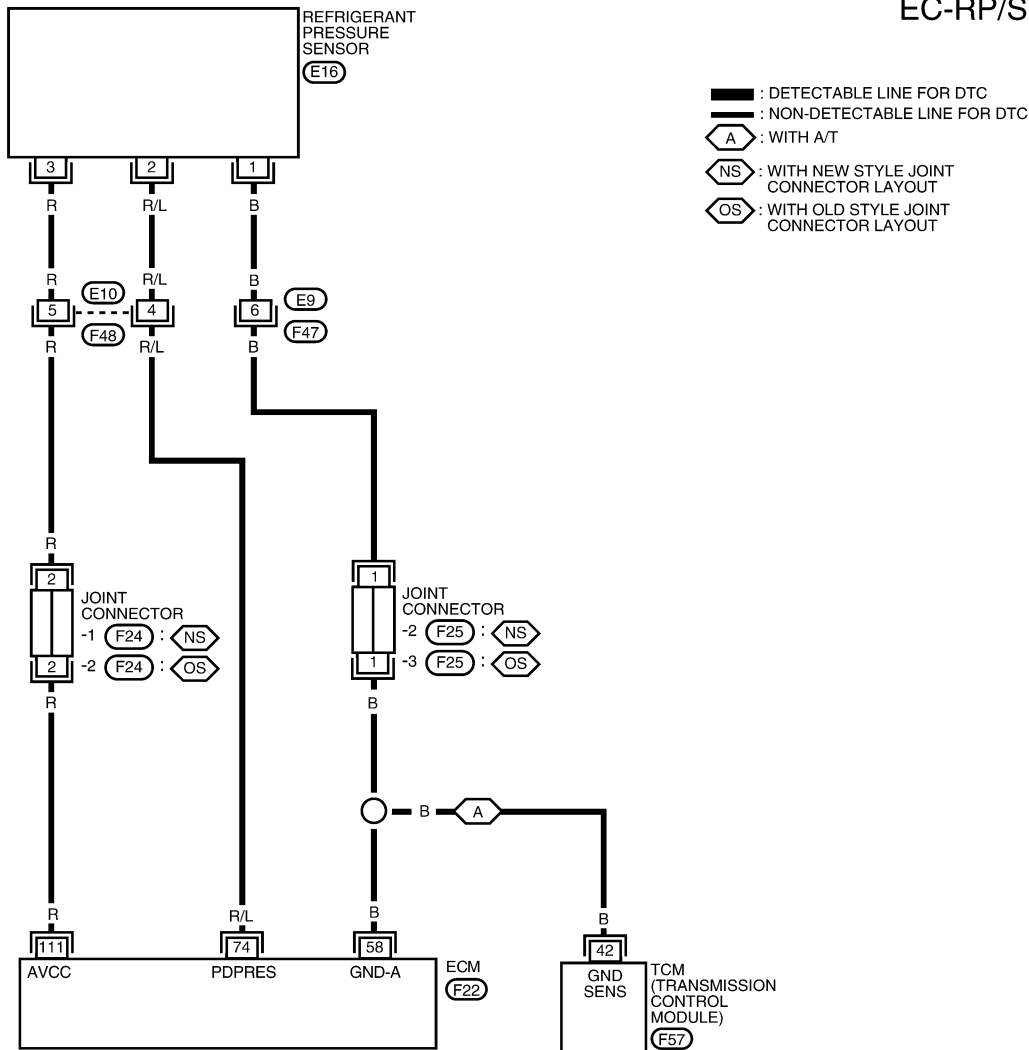 EC-RP/S
REFRIGERANT
PRESSURE
SENSOR
E16
: DETECTABLE LINE FOR DTC
: NON-DETECTABLE LINE FOR DTC
A : WITH A/T
NS : WITH NEW STYLE JOINT
CONNECTOR LAYOUT
OS : WITH OLD STYLE JOINT
CONNECTOR LAYOUT
3 2 1
R R/L B
R R/L B
5 E10 4 6 E9
F48 F47
R R/L B
R
2 1
JOINT
CONNECTOR
-1 F24 : NS
2 -2 F24 : OS
JOINT
CONNECTOR
-2 F25 : NS
1 -3 F25 : OS
R B
B A
R R/L B B
111 74 58 42
AVCC PDPRES GND-A
ECM
F22
GND
SENS
TCM
(TRANSMISSION
CONTROL
MODULE)
F57